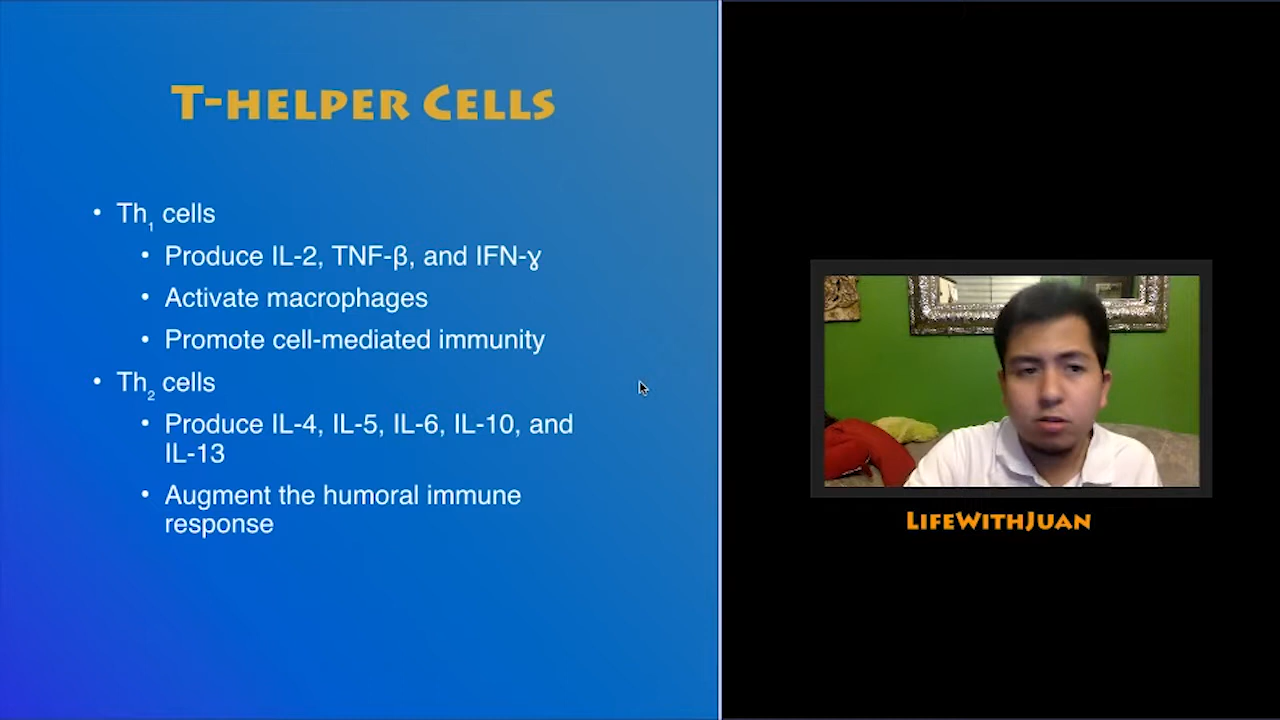 T-HELPER CELLS
• Th₁ cells
• Produce IL-2, TNF-β, and IFN-ɣ
• Activate macrophages
• Promote cell-mediated immunity
• Th₂ cells
• Produce IL-4, IL-5, IL-6, IL-10, and
IL-13
• Augment the humoral immune
response
LIFEWITHJUAN